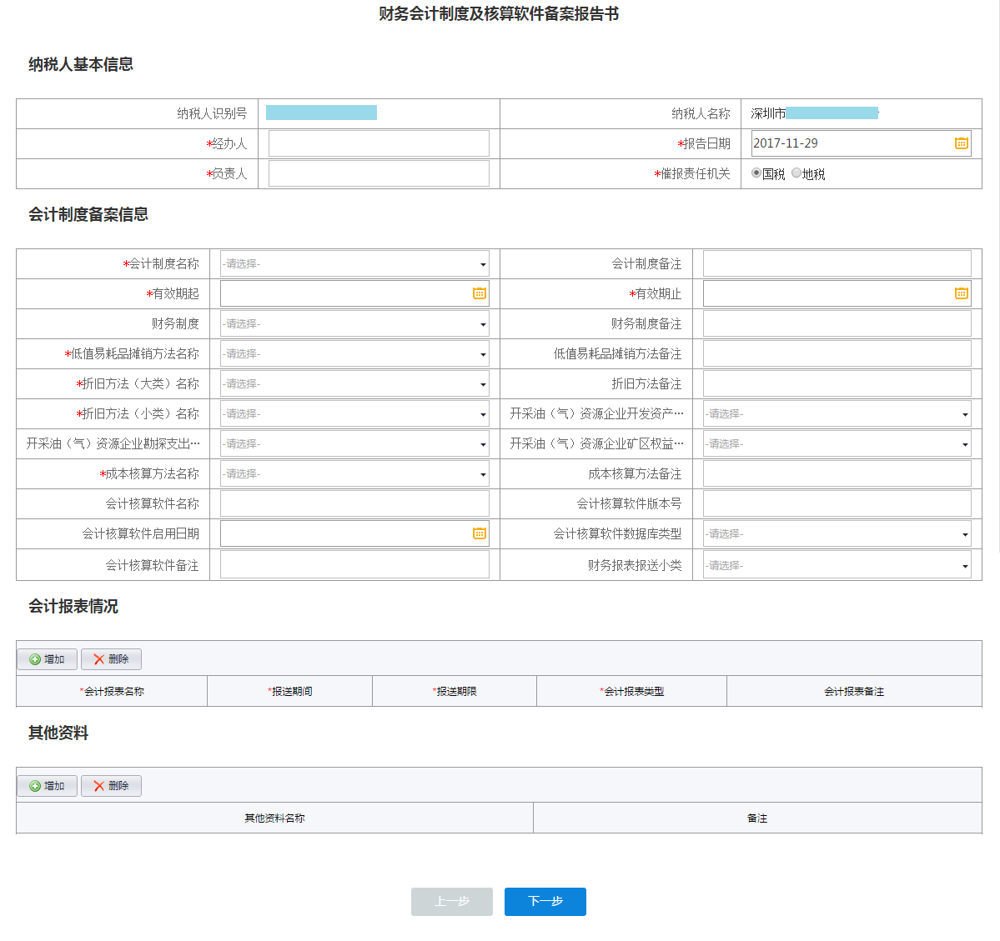 财务会计制度及核算软件备案报告书
纳税人基本信息
纳税人识别号 纳税人名称 深圳市
*经办人 *报告日期 2017-11-29
*负责人 *催报责任机关 国税 地税
会计制度备案信息
*会计制度名称 -请选择- 会计制度备注
*有效期起 *有效期止
财务制度 -请选择- 财务制度备注
*低值易耗品摊销方法名称 -请选择- 低值易耗品摊销方法备注
*折旧方法（大类）名称 -请选择- 折旧方法备注
*折旧方法（小类）名称 -请选择- 开采油（气）资源企业开发资产… -请选择-
开采油（气）资源企业勘探支出… -请选择- 开采油（气）资源企业矿区权益… -请选择-
*成本核算方法名称 -请选择- 成本核算方法备注
会计核算软件名称 会计核算软件版本号
会计核算软件启用日期 会计核算软件数据库类型 -请选择-
会计核算软件备注 财务报表报送小类 -请选择-
会计报表情况
增加 删除
*会计报表名称 *报送期间 *报送期限 *会计报表类型 会计报表备注
其他资料
增加 删除
其他资料名称 备注
上一步 下一步